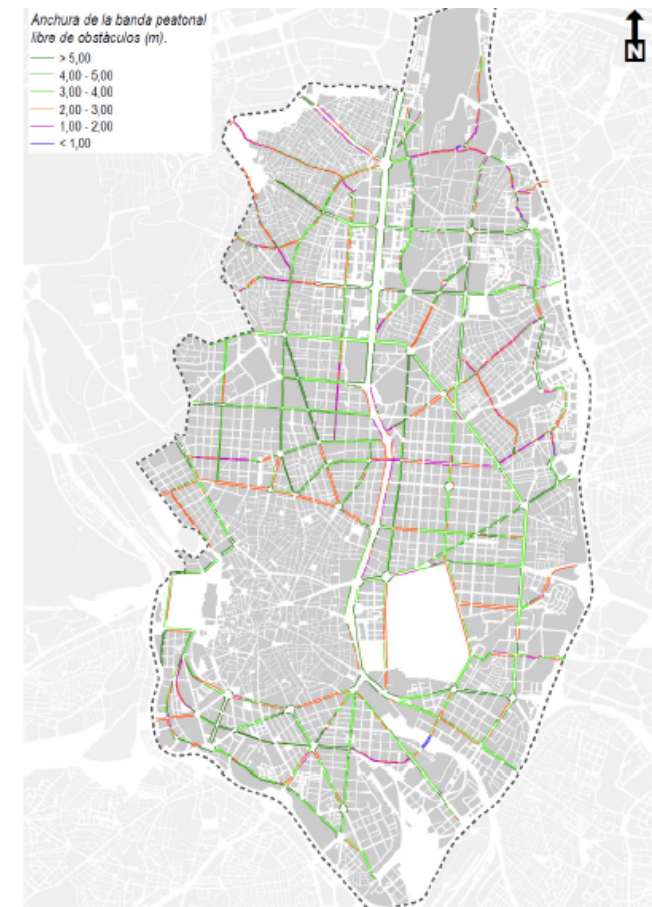 Anchura de la banda peatonal
libre de obstáculos (m).
> 5,00
4,00 - 5,00
3,00 - 4,00
2,00 - 3,00
1,00 - 2,00
< 1,00
N